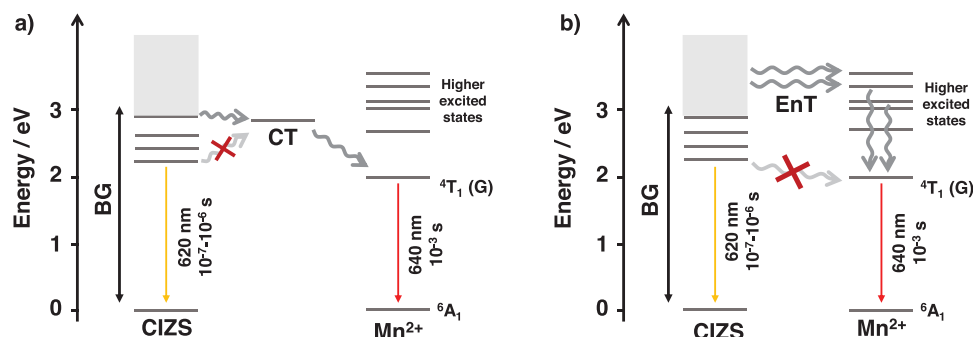 a)
Energy / eV
3
2
1
0
BG
CT
620 nm
10⁻⁷-10⁻⁶ s
Higher
excited
states
⁴T₁ (G)
640 nm
10⁻³ s
⁶A₁
CIZS
Mn²⁺
b)
Energy / eV
3
2
1
0
BG
EnT
620 nm
10⁻⁷-10⁻⁶ s
Higher
excited
states
⁴T₁ (G)
640 nm
10⁻³ s
⁶A₁
CIZS
Mn²⁺